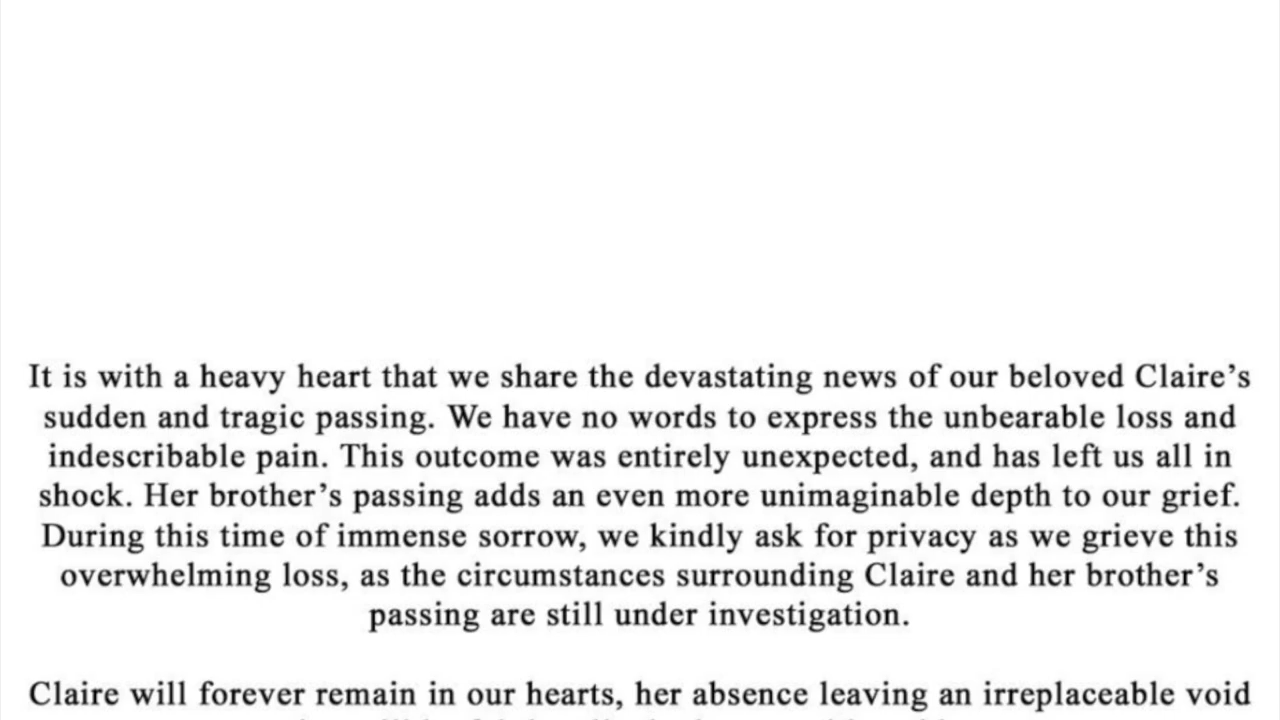 It is with a heavy heart that we share the devastating news of our beloved Claire’s
sudden and tragic passing. We have no words to express the unbearable loss and
indescribable pain. This outcome was entirely unexpected, and has left us all in
shock. Her brother’s passing adds an even more unimaginable depth to our grief.
During this time of immense sorrow, we kindly ask for privacy as we grieve this
overwhelming loss, as the circumstances surrounding Claire and her brother’s
passing are still under investigation.
Claire will forever remain in our hearts, her absence leaving an irreplaceable void